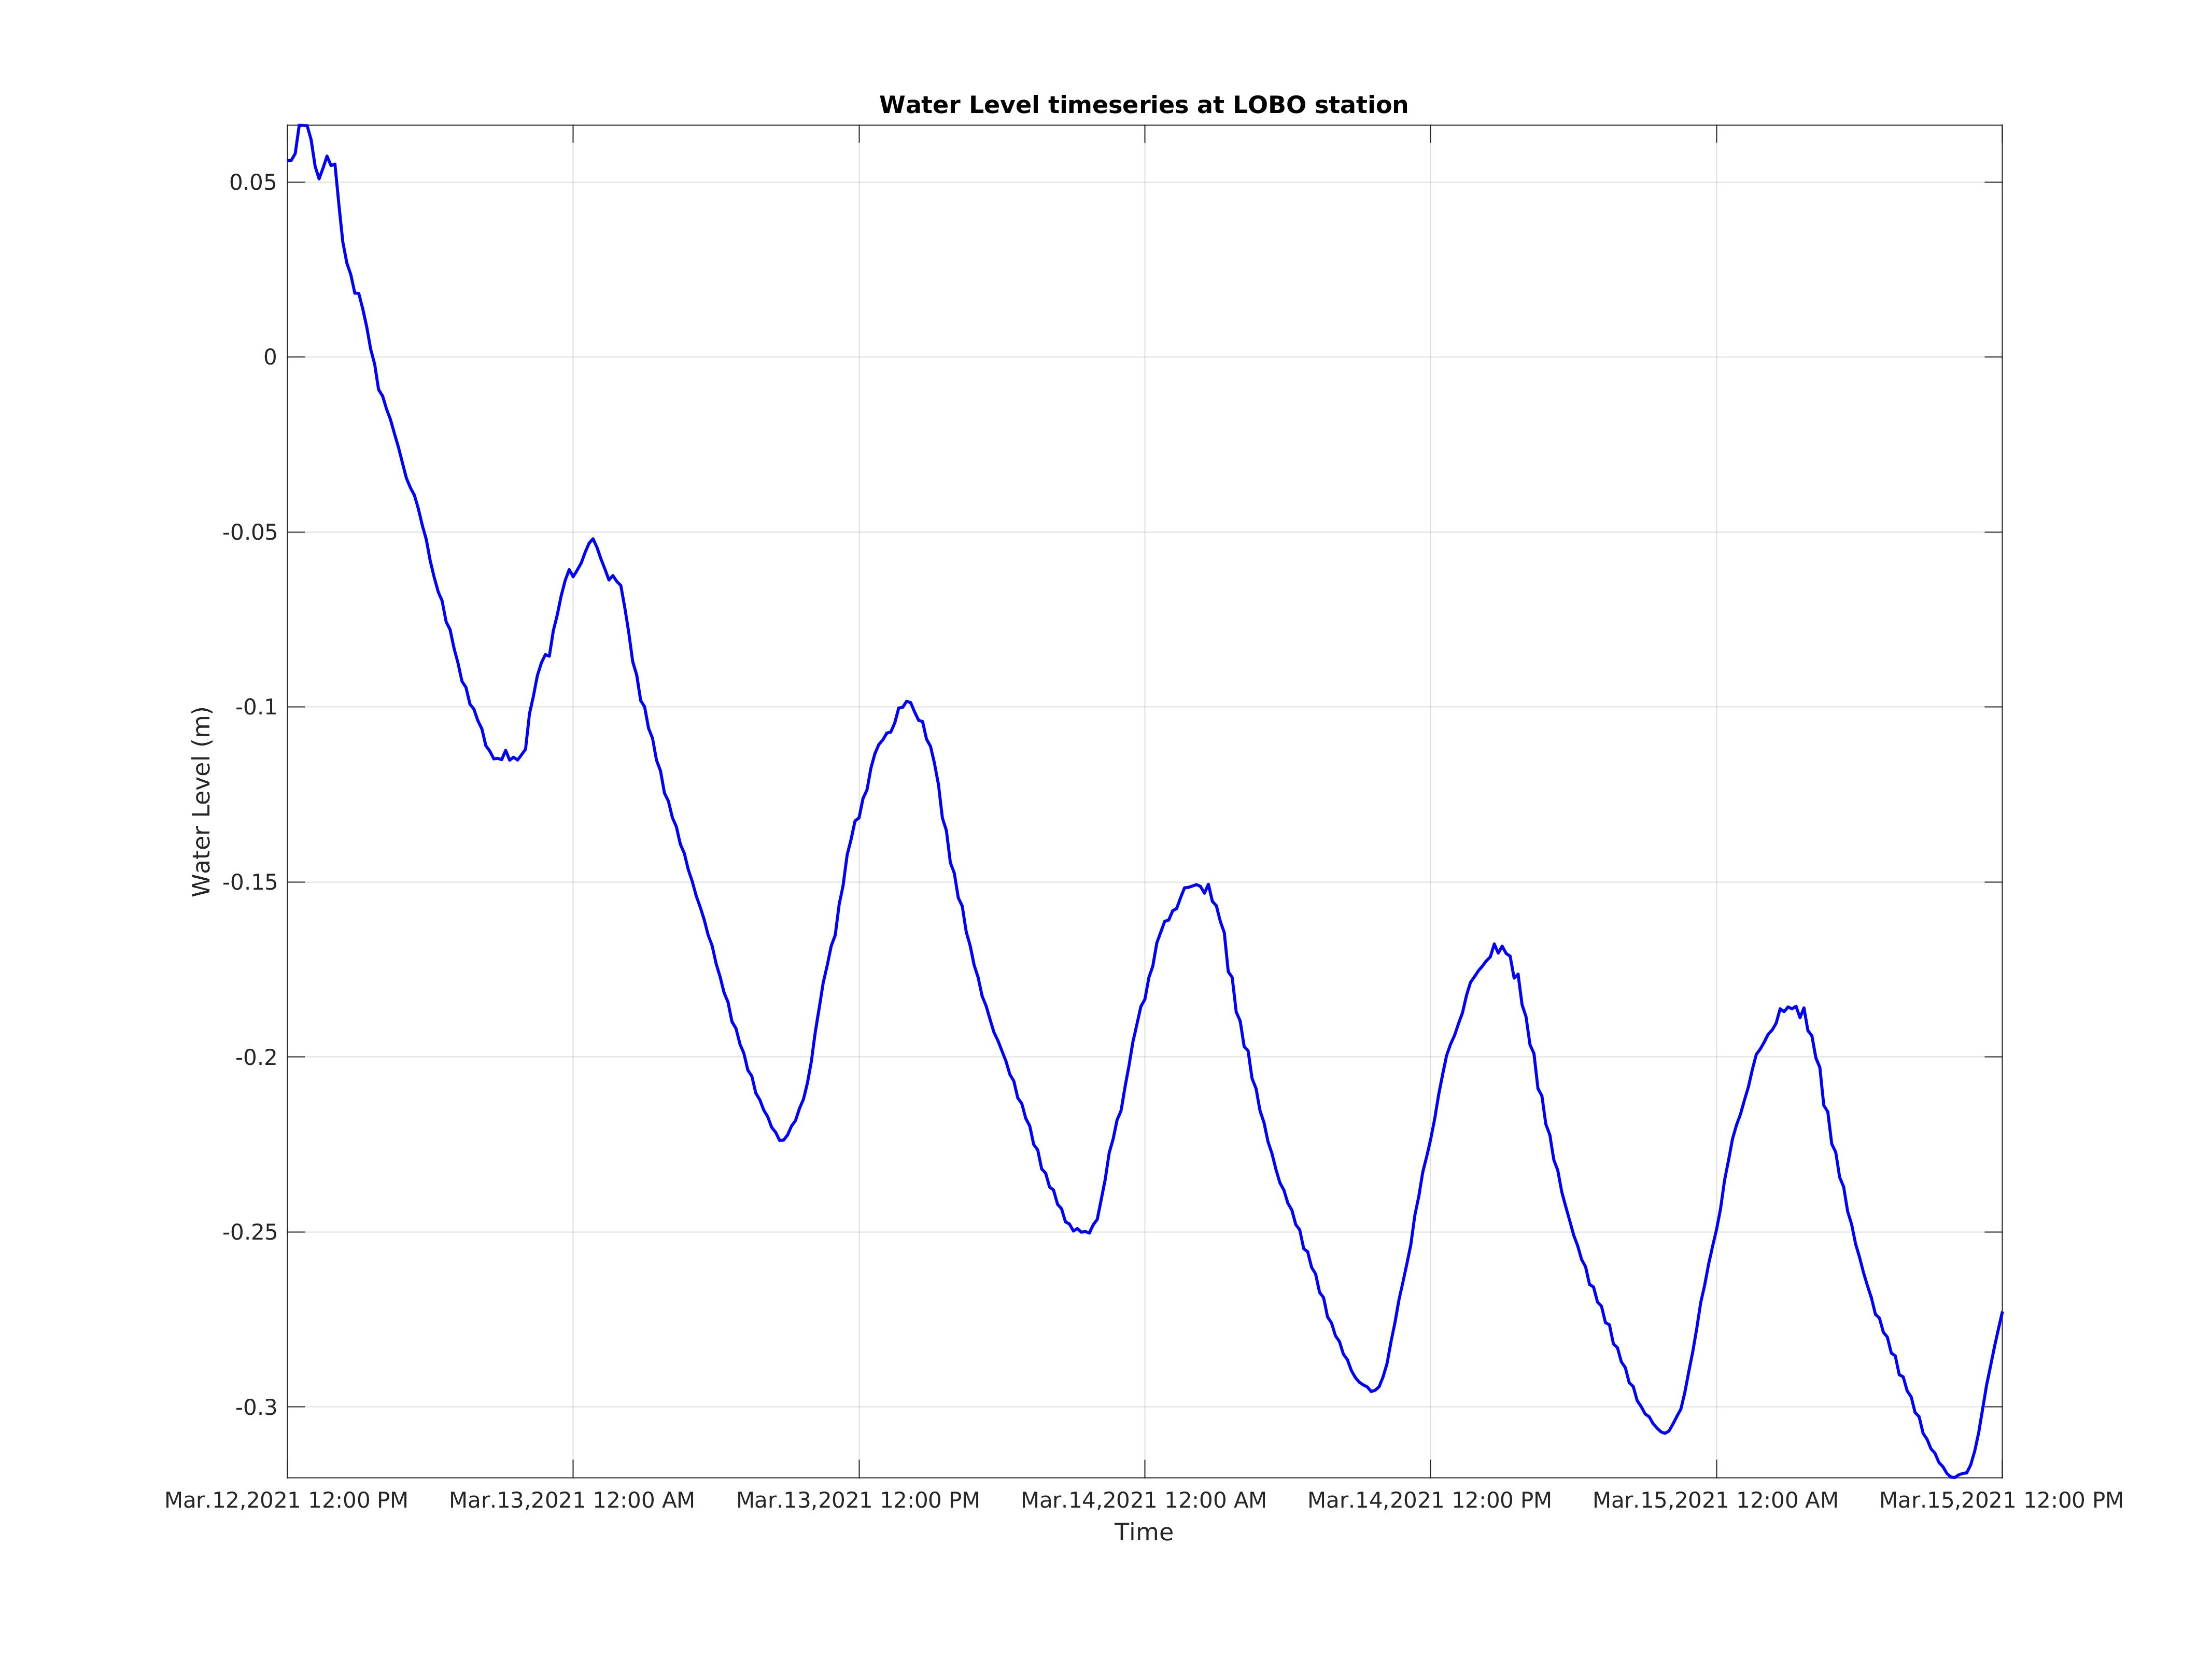 Water Level timeseries at LOBO station
0.05
0
-0.05
-0.1
-0.15
-0.2
-0.25
-0.3
Water Level (m)
Mar.12,2021 12:00 PM Mar.13,2021 12:00 AM Mar.13,2021 12:00 PM Mar.14,2021 12:00 AM Mar.14,2021 12:00 PM Mar.15,2021 12:00 AM Mar.15,2021 12:00 PM
Time